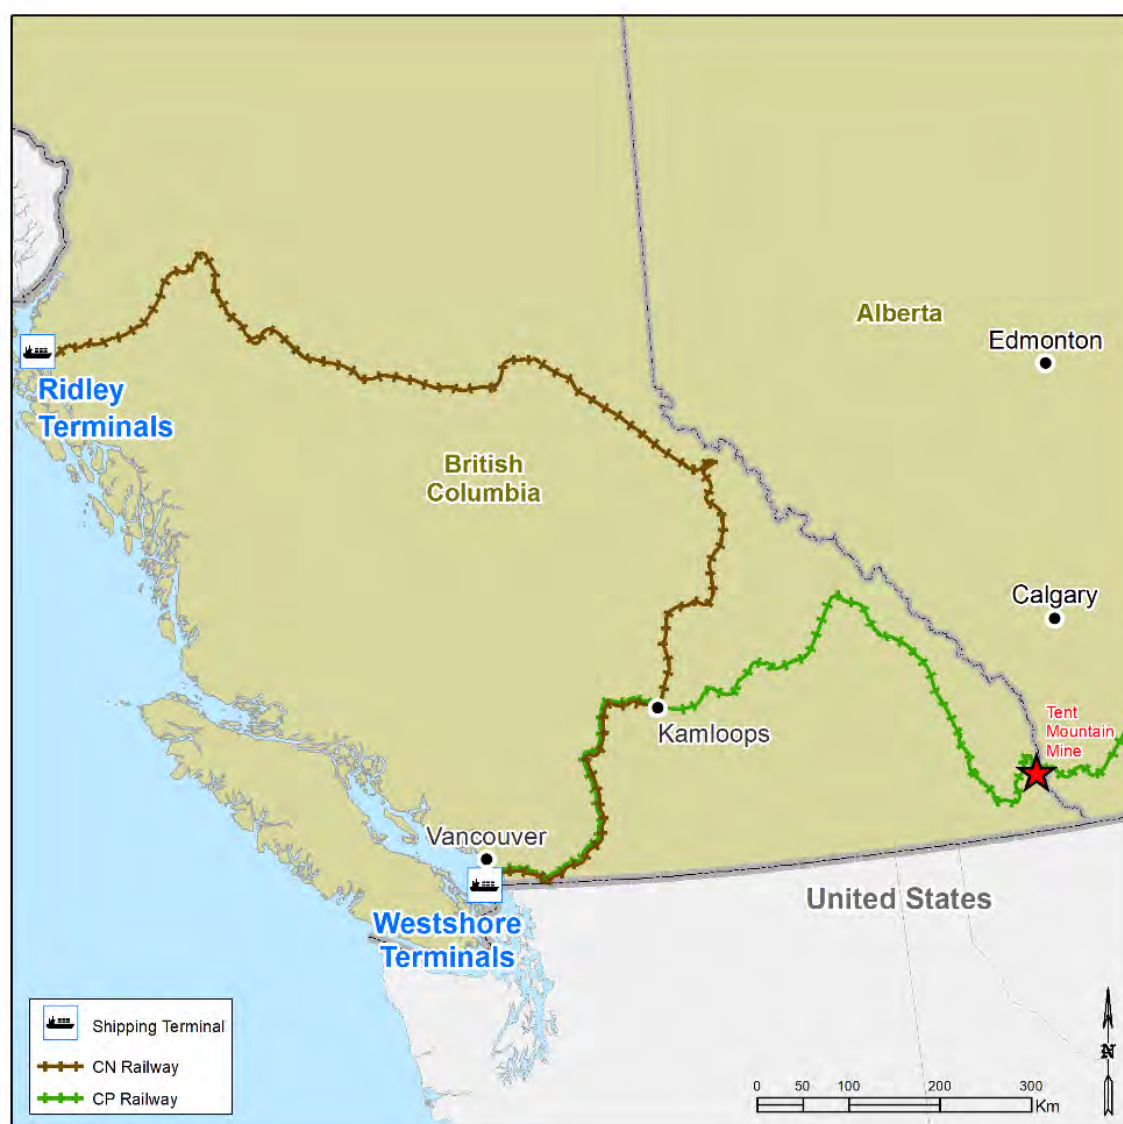 Alberta
Edmonton
Ridley
Terminals
British
Columbia
Calgary
Tent
Mountain
Mine
Kamloops
Vancouver
United States
Westshore
Terminals
Shipping Terminal
CN Railway
CP Railway
0 50 100 200 300
Km
N